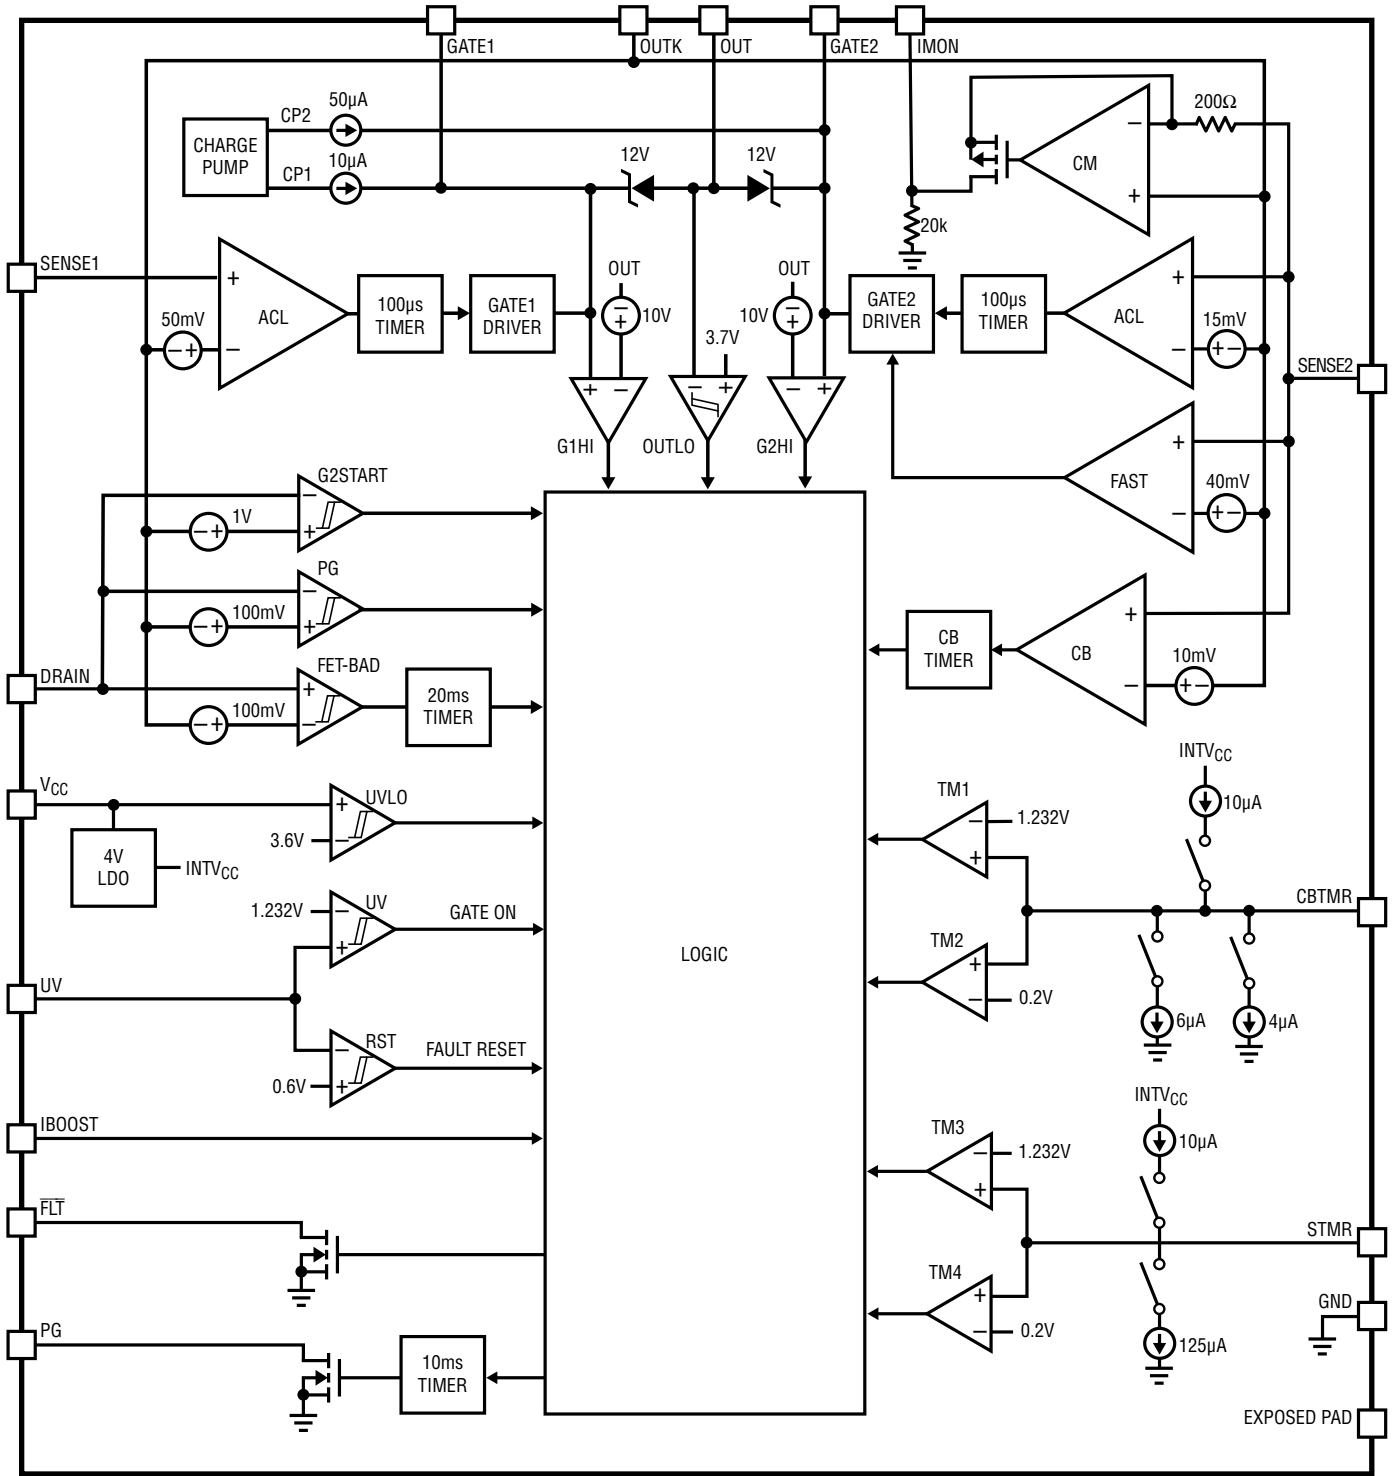 GATE1
OUTK
OUT
GATE2
IMON
CHARGE
PUMP
CP2
50µA
CP1
10µA
12V
12V
200Ω
–
CM
+
20k
SENSE1
+
ACL
–
50mV
– +
100µs
TIMER
GATE1
DRIVER
OUT
–
+
10V
3.7V
OUT
10V
–
+
GATE2
DRIVER
100µs
TIMER
+
ACL
–
15mV
+ –
SENSE2
+ –
G1HI
– +
OUTLO
– +
G2HI
+
FAST
–
40mV
+ –
G2START
–
+
1V
– +
PG
–
+
100mV
– +
DRAIN
FET-BAD
+
–
100mV
– +
20ms
TIMER
CB
TIMER
+
CB
–
10mV
+ –
VCC
4V
LDO
INTVCC
UVLO
+
–
3.6V
UV
1.232V
–
+
GATE ON
UV
RST
–
+
0.6V
FAULT RESET
IBOOST
FLT
PG
10ms
TIMER
LOGIC
TM1
–
+
1.232V
TM2
+
–
0.2V
INTVCC
10µA
CBTMR
6µA
4µA
TM3
–
+
1.232V
TM4
+
–
0.2V
INTVCC
10µA
STMR
125µA
GND
EXPOSED PAD